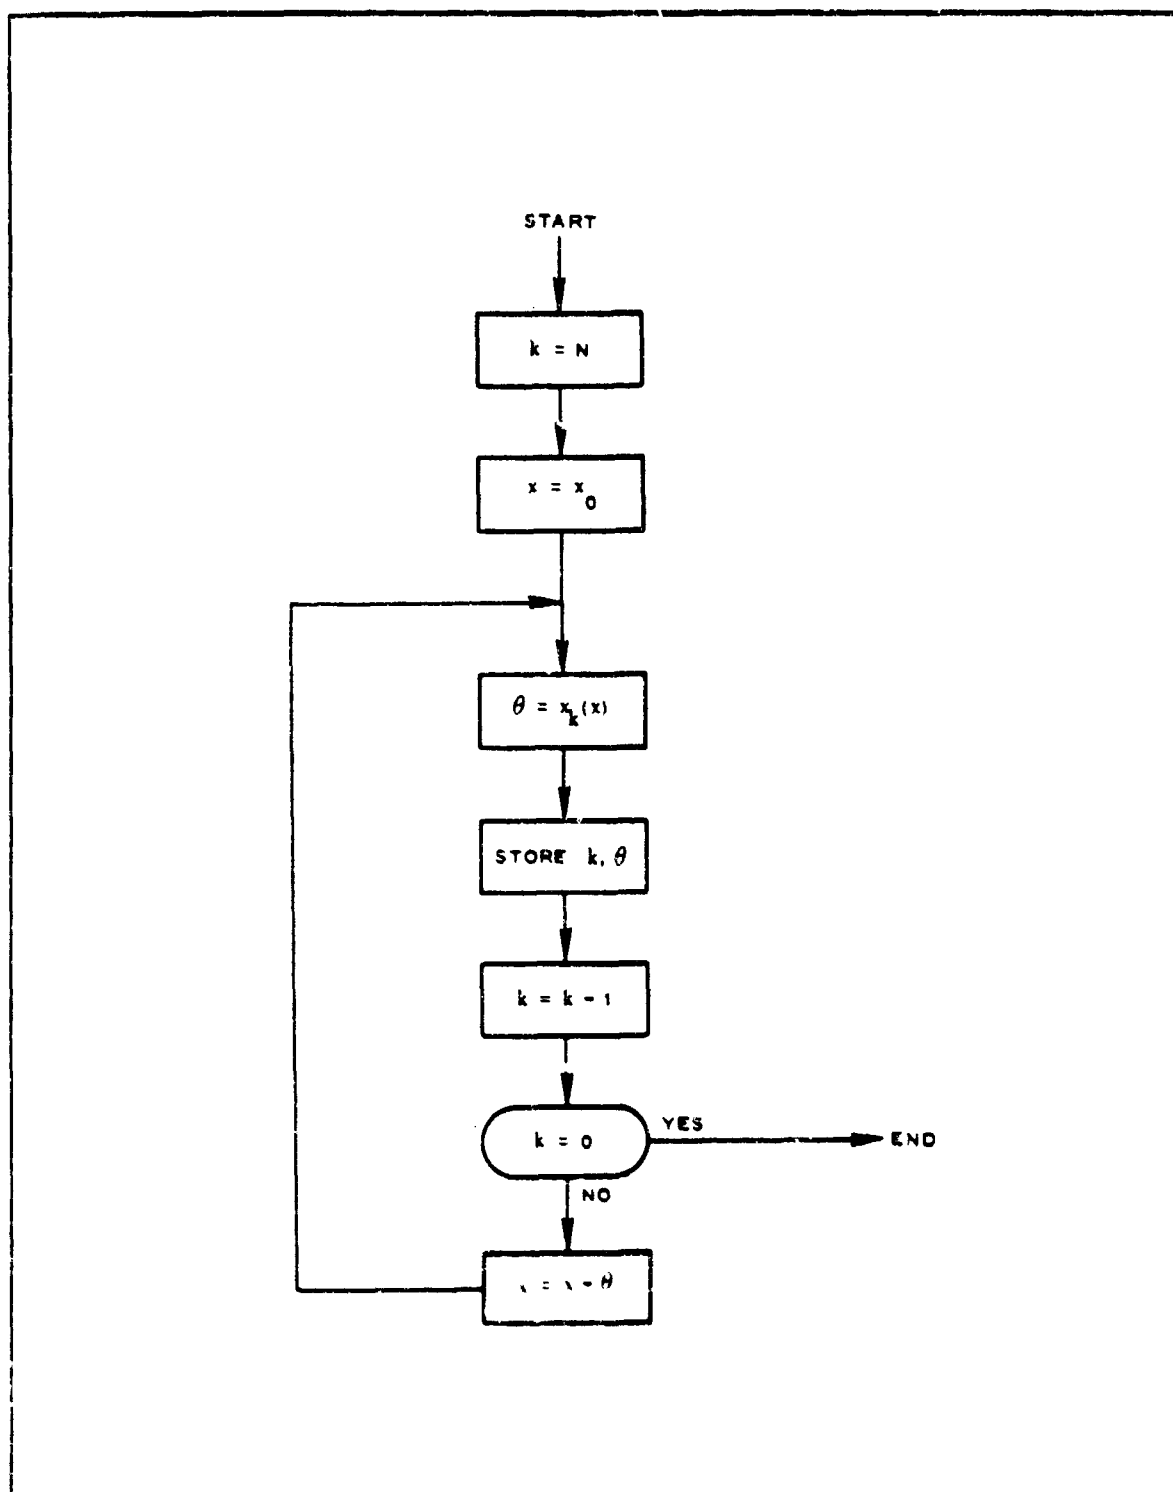 START
k = N
x = x₀
θ = xₖ(x)
STORE k, θ
k = k - 1
k = 0
YES
END
NO
= - θ